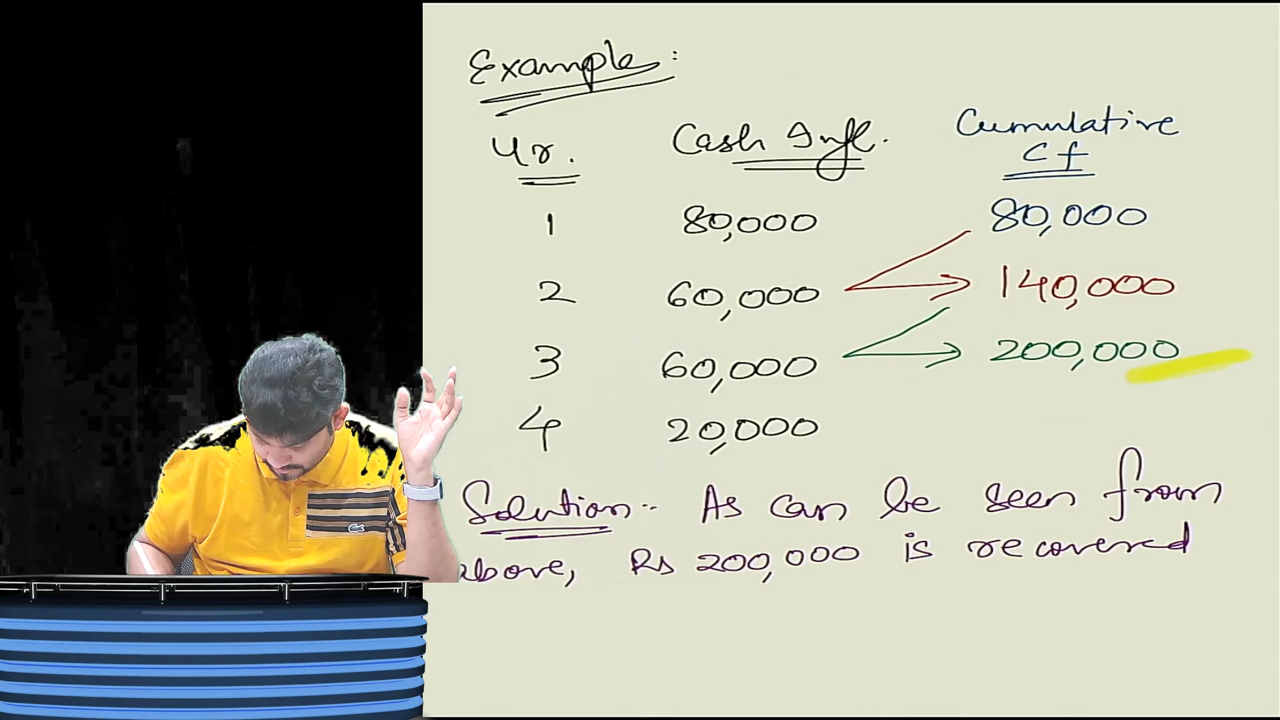 Example:
Yr. Cash Infl. Cumulative Cf
1 80,000 80,000
2 60,000 140,000
3 60,000 200,000
4 20,000
Solution:- As can be seen from
above, Rs 200,000 is recovered